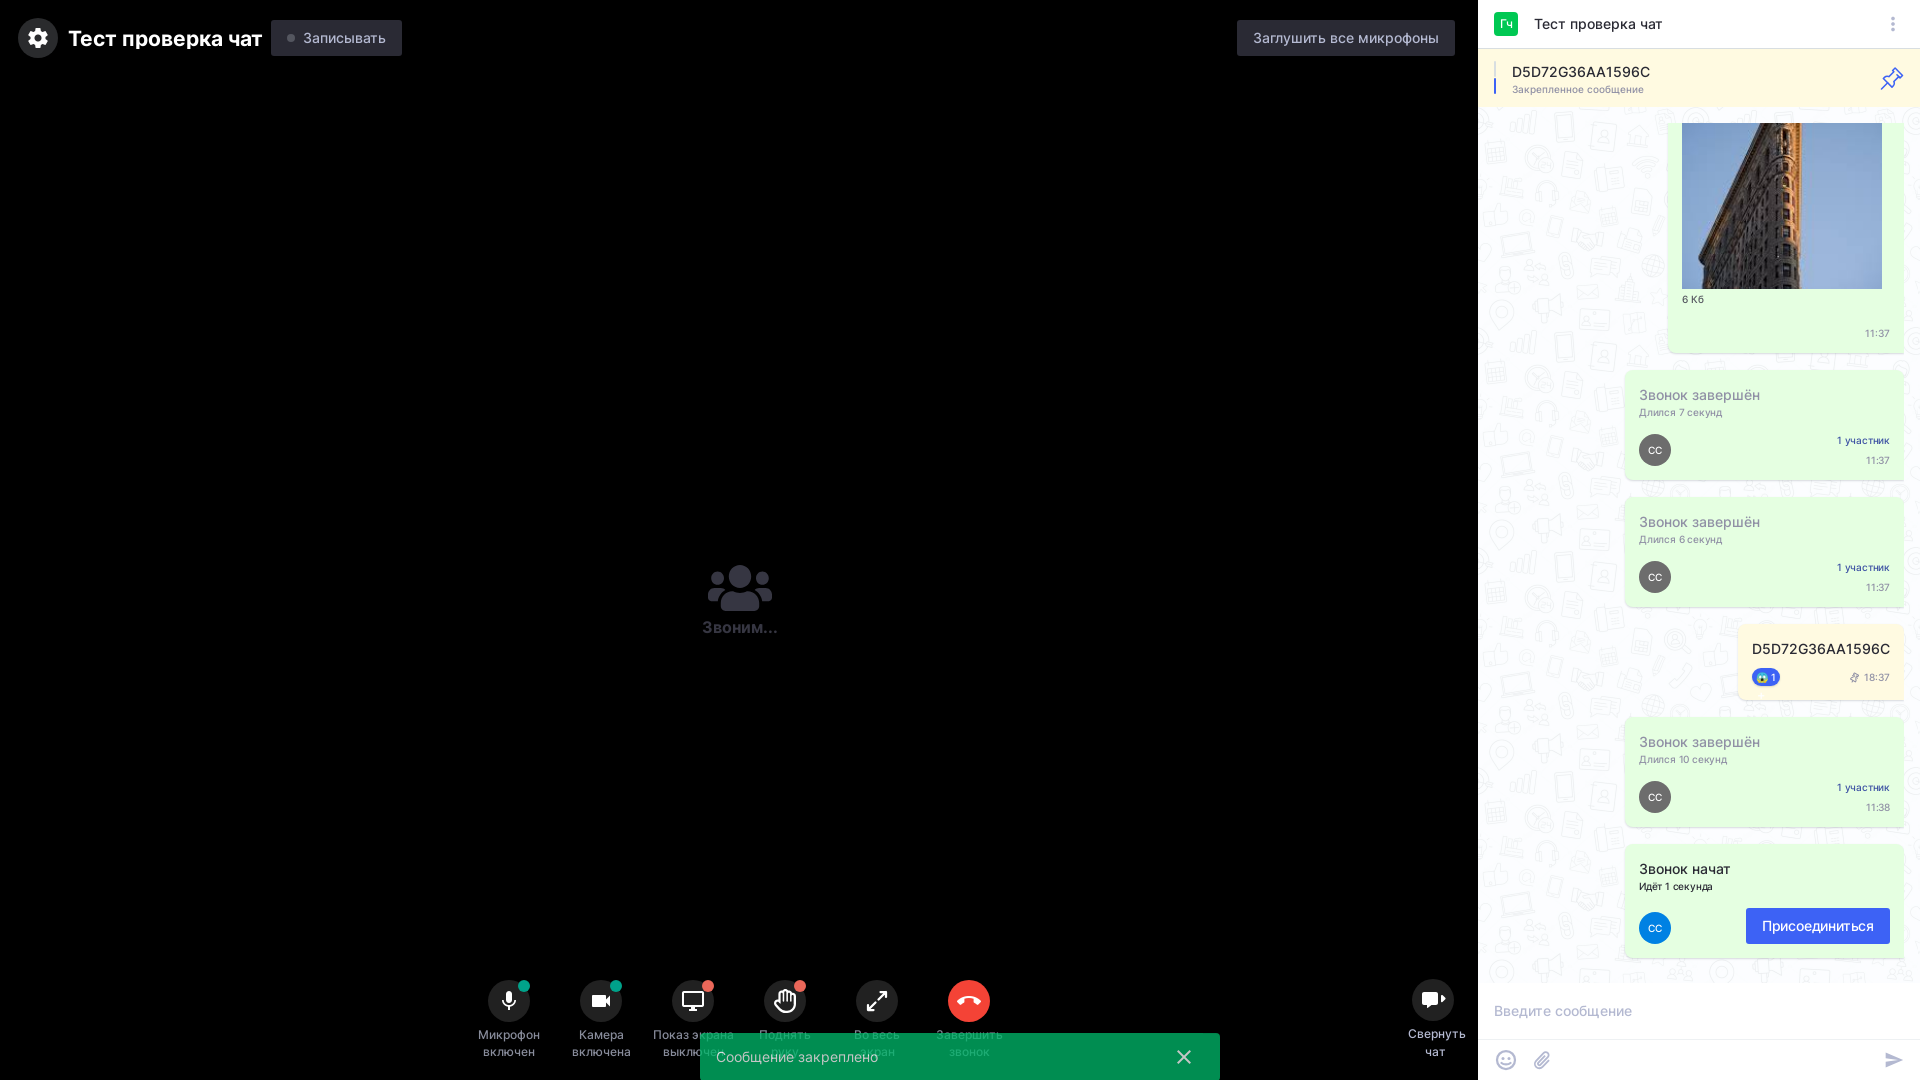 Тест проверка чат
Записывать
Заглушить все микрофоны
Гч
Тест проверка чат
D5D72G36AA1596C
Закрепленное сообщение
6 Кб
11:37
Звонок завершён
Длился 7 секунд
СС
1 участник
11:37
Звонок завершён
Длился 6 секунд
СС
1 участник
11:37
D5D72G36AA1596C
1
18:37
Звонок завершён
Длился 10 секунд
СС
1 участник
11:38
Звонок начат
Идёт 1 секунда
СС
Присоединиться
Звоним...
Микрофон
включен
Камера
включена
Показ экрана
выключен
Поднять
руку
Во весь
экран
Завершить
звонок
Свернуть
чат
Сообщение закреплено
Введите сообщение